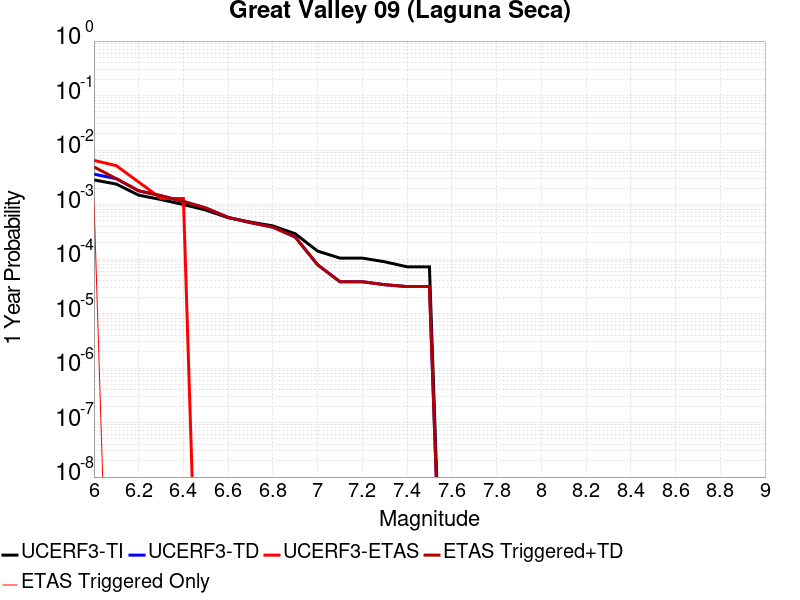 Great Valley 09 (Laguna Seca)
10^0
10^-1
10^-2
10^-3
10^-4
10^-5
10^-6
10^-7
10^-8
1 Year Probability
6 6.2 6.4 6.6 6.8 7 7.2 7.4 7.6 7.8 8 8.2 8.4 8.6 8.8 9
Magnitude
UCERF3-TI UCERF3-TD UCERF3-ETAS ETAS Triggered+TD
ETAS Triggered Only